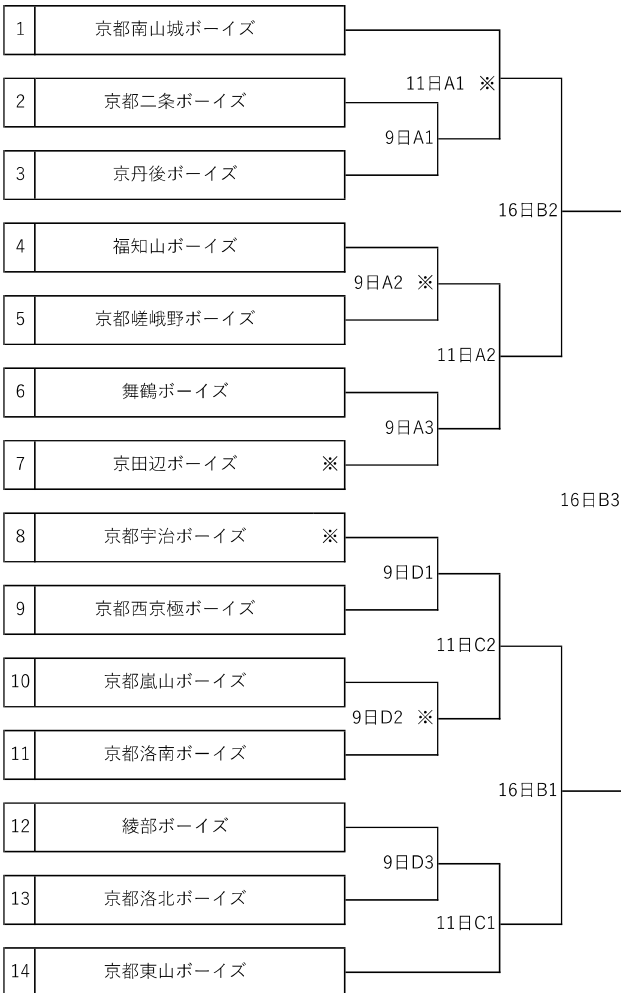 1 京都南山城ボーイズ
11日A1 ※
2 京都二条ボーイズ
9日A1
3 京丹後ボーイズ
16日B2
4 福知山ボーイズ
9日A2 ※
5 京都嵯峨野ボーイズ
11日A2
6 舞鶴ボーイズ
9日A3
7 京田辺ボーイズ ※
16日B3
8 京都宇治ボーイズ ※
9日D1
9 京都西京極ボーイズ
11日C2
10 京都嵐山ボーイズ
9日D2 ※
11 京都洛南ボーイズ
16日B1
12 綾部ボーイズ
9日D3
13 京都洛北ボーイズ
11日C1
14 京都東山ボーイズ